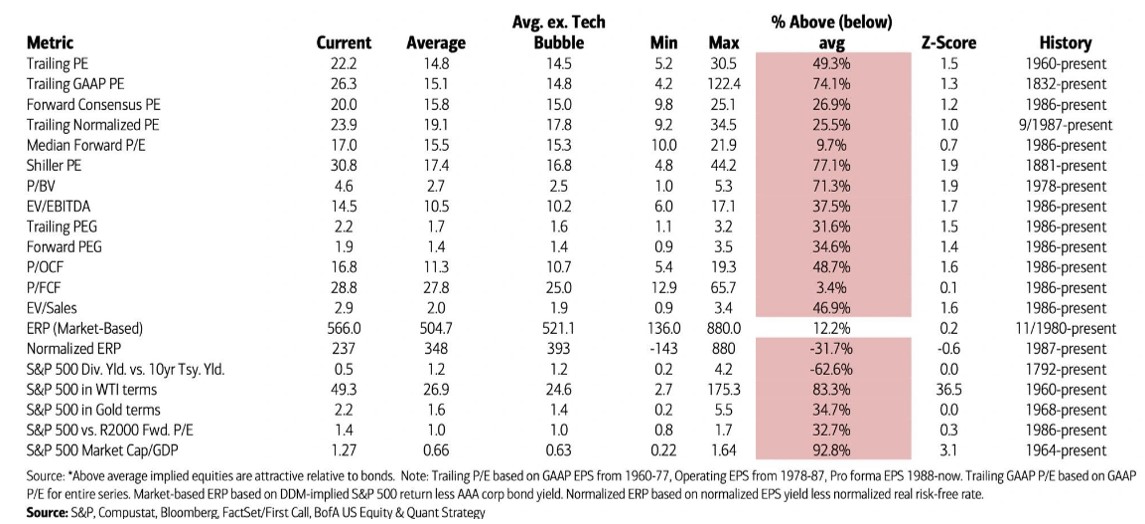 Avg. ex. Tech % Above (below)
Metric Current Average Bubble Min Max avg Z-Score History
Trailing PE 22.2 14.8 14.5 5.2 30.5 49.3% 1.5 1960-present
Trailing GAAP PE 26.3 15.1 14.8 4.2 122.4 74.1% 1.3 1832-present
Forward Consensus PE 20.0 15.8 15.0 9.8 25.1 26.9% 1.2 1986-present
Trailing Normalized PE 23.9 19.1 17.8 9.2 34.5 25.5% 1.0 9/1987-present
Median Forward P/E 17.0 15.5 15.3 10.0 21.9 9.7% 0.7 1986-present
Shiller PE 30.8 17.4 16.8 4.8 44.2 77.1% 1.9 1881-present
P/BV 4.6 2.7 2.5 1.0 5.3 71.3% 1.9 1978-present
EV/EBITDA 14.5 10.5 10.2 6.0 17.1 37.5% 1.7 1986-present
Trailing PEG 2.2 1.7 1.6 1.1 3.2 31.6% 1.5 1986-present
Forward PEG 1.9 1.4 1.4 0.9 3.5 34.6% 1.4 1986-present
P/OCF 16.8 11.3 10.7 5.4 19.3 48.7% 1.6 1986-present
P/FCF 28.8 27.8 25.0 12.9 65.7 3.4% 0.1 1986-present
EV/Sales 2.9 2.0 1.9 0.9 3.4 46.9% 1.6 1986-present
ERP (Market-Based) 566.0 504.7 521.1 136.0 880.0 12.2% 0.2 11/1980-present
Normalized ERP 237 348 393 -143 880 -31.7% -0.6 1987-present
S&P 500 Div. Yld. vs. 10yr Tsy. Yld. 0.5 1.2 1.2 0.2 4.2 -62.6% 0.0 1792-present
S&P 500 in WTI terms 49.3 26.9 24.6 2.7 175.3 83.3% 36.5 1960-present
S&P 500 in Gold terms 2.2 1.6 1.4 0.2 5.5 34.7% 0.0 1968-present
S&P 500 vs. R2000 Fwd. P/E 1.4 1.0 1.0 0.8 1.7 32.7% 0.3 1986-present
S&P 500 Market Cap/GDP 1.27 0.66 0.63 0.22 1.64 92.8% 3.1 1964-present
Source: *Above average implied equities are attractive relative to bonds. Note: Trailing P/E based on GAAP EPS from 1960-77, Operating EPS from 1978-87, Pro forma EPS 1988-now. Trailing GAAP P/E based on GAAP
P/E for entire series. Market-based ERP based on DDM-implied S&P 500 return less AAA corp bond yield. Normalized ERP based on normalized EPS yield less normalized real risk-free rate.
Source: S&P, Compustat, Bloomberg, FactSet/First Call, BofA US Equity & Quant Strategy